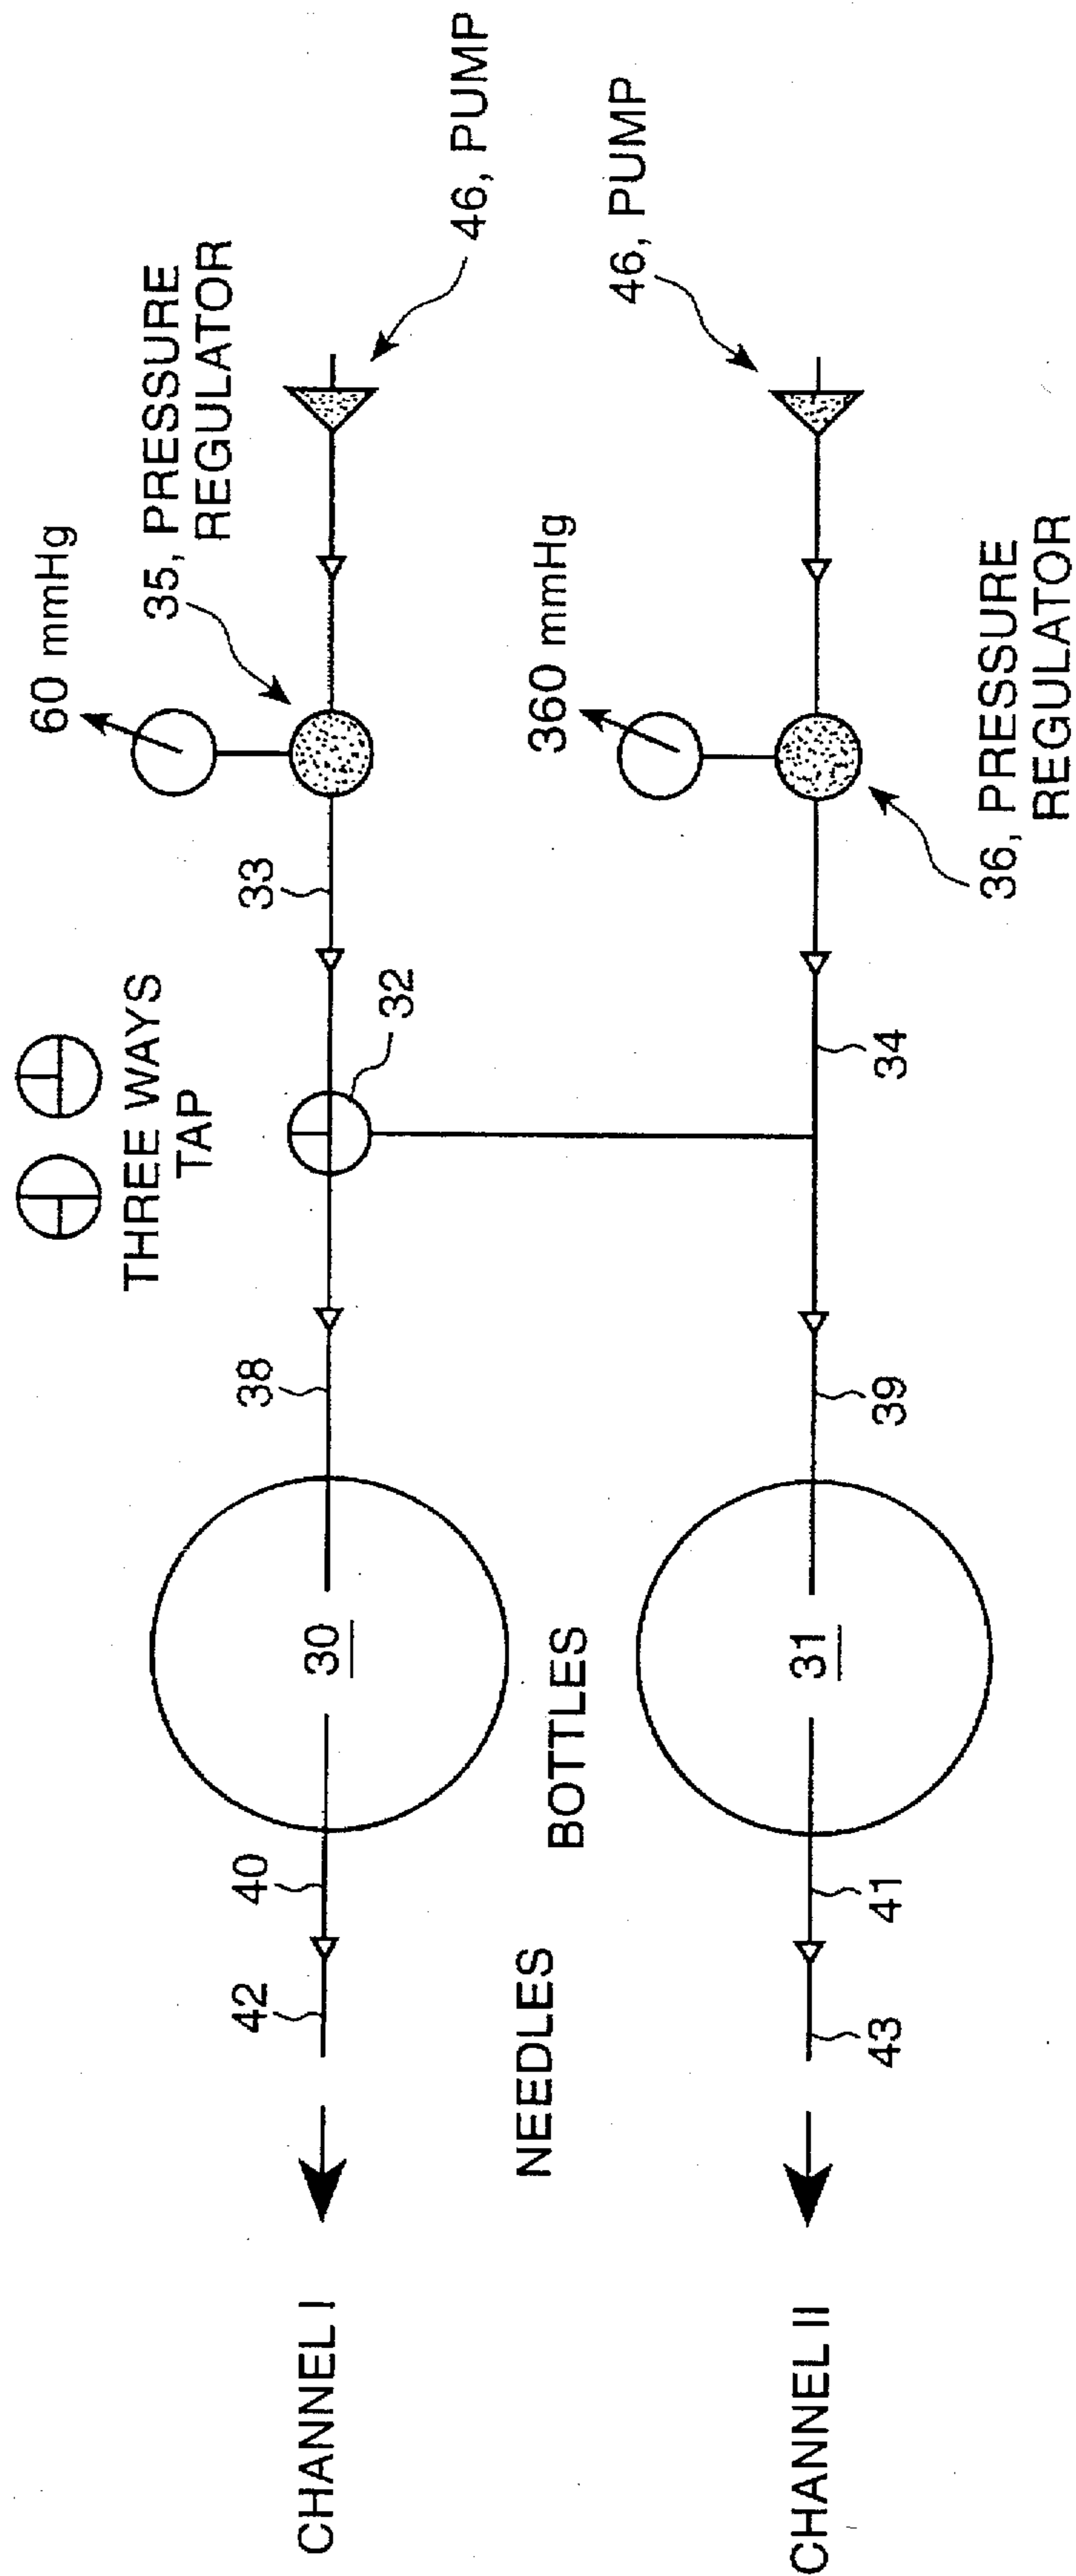 46, PUMP
46, PUMP
35, PRESSURE
REGULATOR
60 mmHg
360 mmHg
36, PRESSURE
REGULATOR
33
THREE WAYS
TAP
32
34
38
39
30
31
BOTTLES
40
41
42
43
NEEDLES
CHANNEL I
CHANNEL II